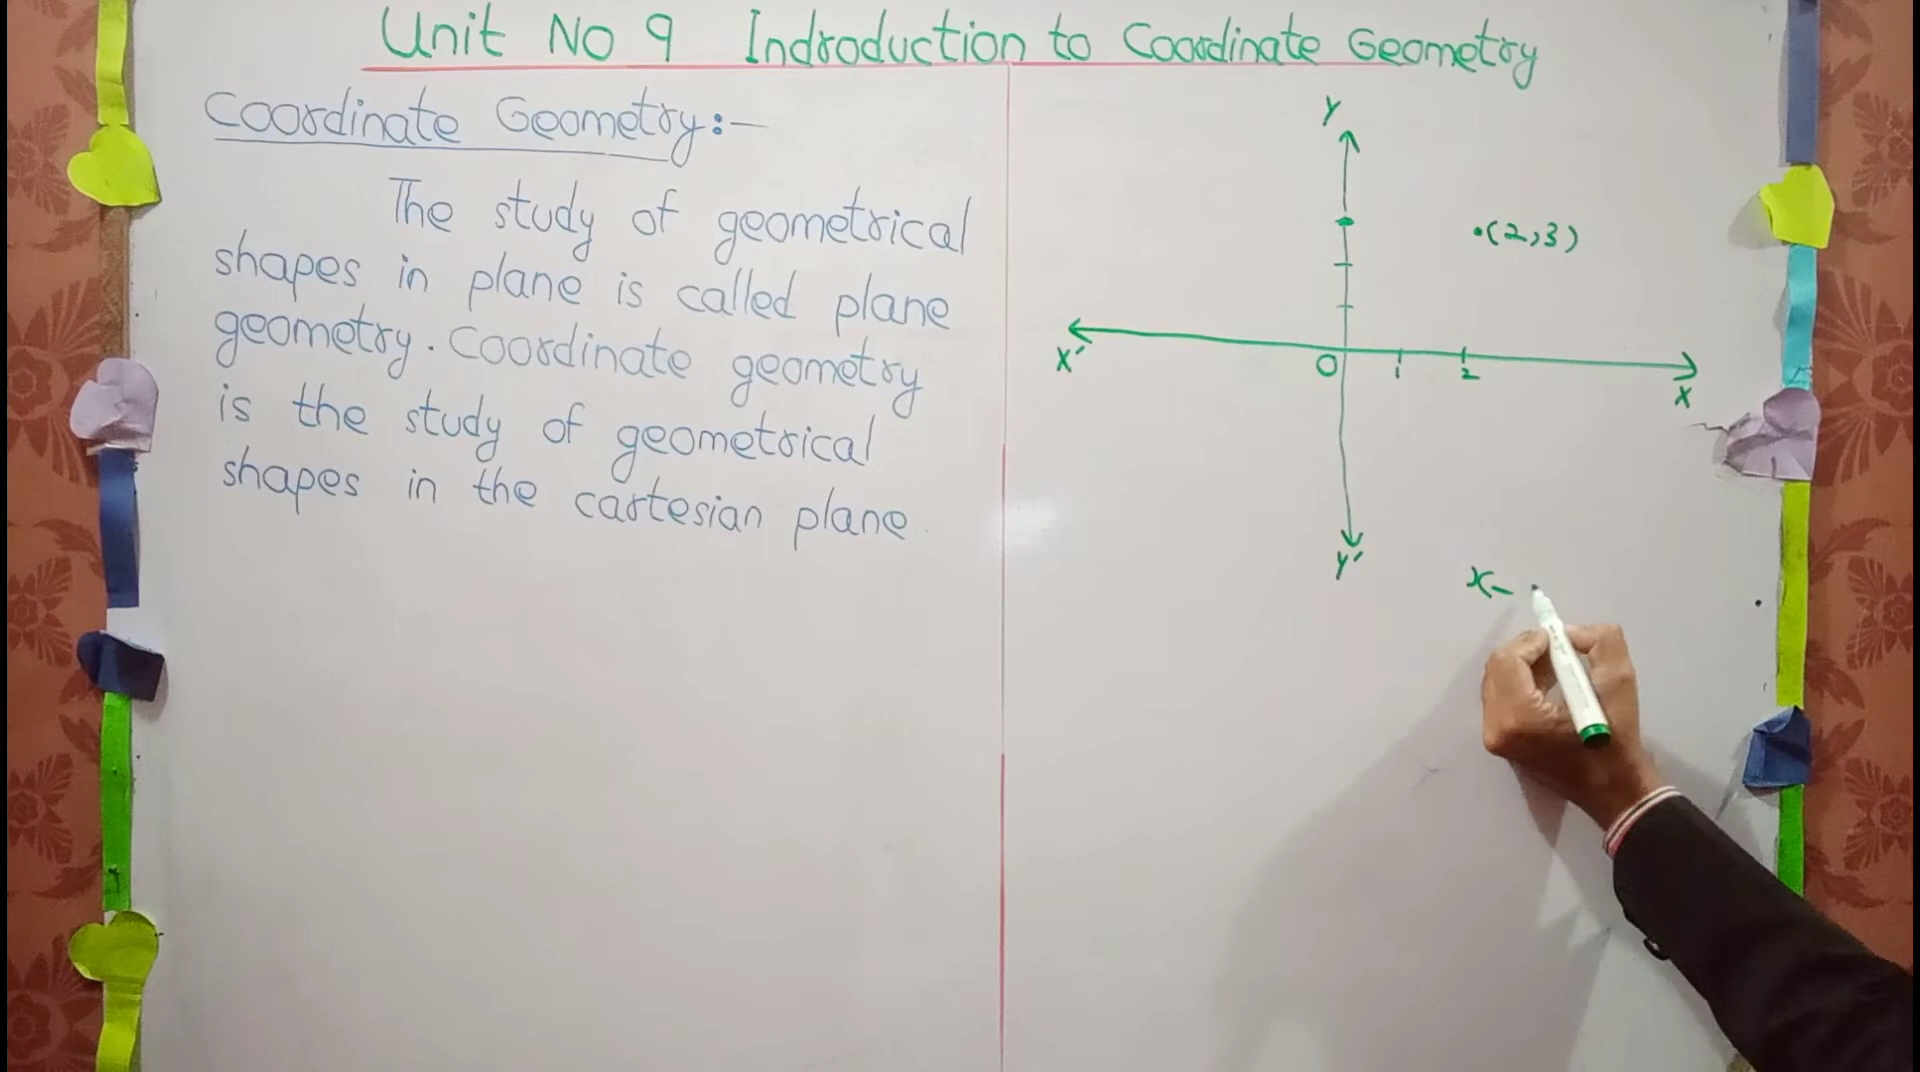 Unit No 9 Indroduction to Coordinate Geometry
Coordinate Geometry:-
The study of geometrical
shapes in plane is called plane
geometry. Coordinate geometry
is the study of geometrical
shapes in the cartesian plane
Y
.(2,3)
X'
O
1
2
X
Y'
x-